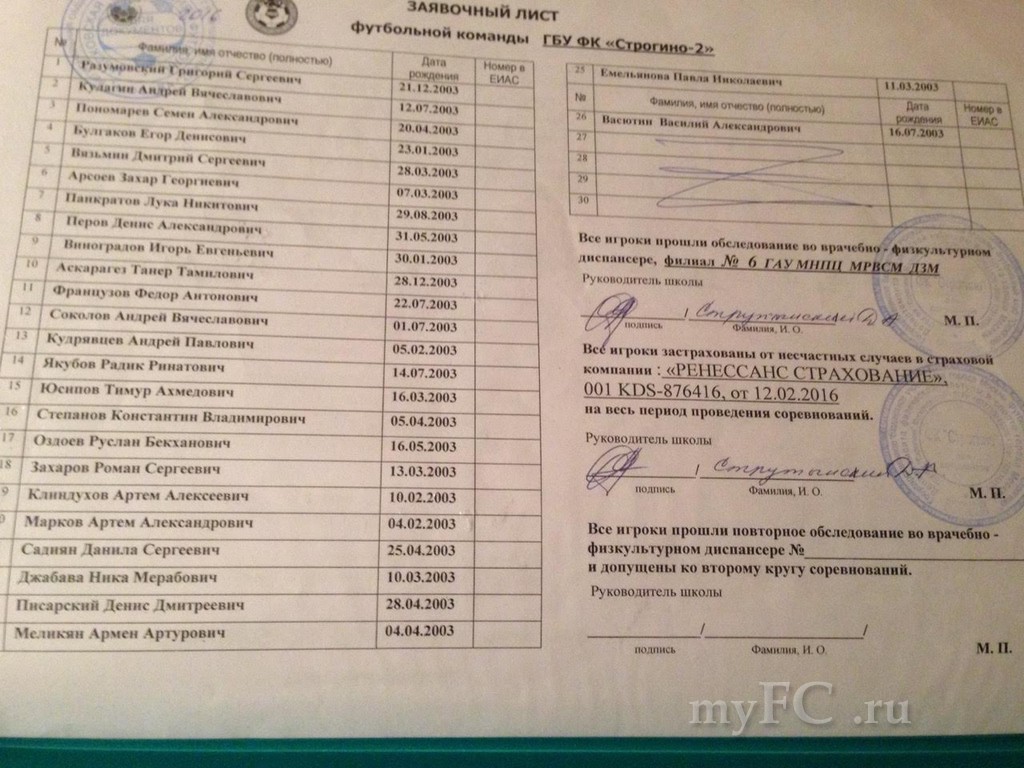 2016
ДОКУМЕНТОВ
ЗАЯВОЧНЫЙ ЛИСТ
футбольной команды ГБУ ФК «Строгино-2»
№ Фамилия, имя отчество (полностью) Дата рождения Номер в ЕИАС
1 Разумовский Григорий Сергеевич 21.12.2003
2 Кулагин Андрей Вячеславович 12.07.2003
3 Пономарев Семен Александрович 20.04.2003
4 Булгаков Егор Денисович 23.01.2003
5 Вязьмин Дмитрий Сергеевич 28.03.2003
6 Арсоев Захар Георгиевич 07.03.2003
7 Панкратов Лука Никитович 29.08.2003
8 Перов Денис Александрович 31.05.2003
9 Виноградов Игорь Евгеньевич 30.01.2003
10 Аскарагез Танер Тамилович 28.12.2003
11 Французов Федор Антонович 22.07.2003
12 Соколов Андрей Вячеславович 01.07.2003
13 Кудрявцев Андрей Павлович 05.02.2003
14 Якубов Радик Ринатович 14.07.2003
15 Юсипов Тимур Ахмедович 16.03.2003
16 Степанов Константин Владимирович 05.04.2003
17 Оздоев Руслан Бекханович 16.05.2003
18 Захаров Роман Сергеевич 13.03.2003
9 Клиндухов Артем Алексеевич 10.02.2003
0 Марков Артем Александрович 04.02.2003
Садиян Данила Сергеевич 25.04.2003
Джабава Ника Мерабович 10.03.2003
Писарский Денис Дмитреевич 28.04.2003
Меликян Армен Артурович 04.04.2003
25 Емельянова Павла Николаевич 11.03.2003
№ Фамилия, имя отчество (полностью) Дата рождения Номер в ЕИАС
26 Васютин Василий Александрович 16.07.2003
27
28
29
30
Все игроки прошли обследование во врачебно - физкультурном
диспансере, филиал № 6 ГАУ МНПЦ МРВСМ ДЗМ
Руководитель школы
/
подпись Фамилия, И. О. М. П.
Все игроки застрахованы от несчастных случаев в страховой
компании : «РЕНЕССАНС СТРАХОВАНИЕ»,
001 KDS-876416, от 12.02.2016
на весь период проведения соревнований.
Руководитель школы
/
подпись Фамилия, И. О. М. П.
Все игроки прошли повторное обследование во врачебно -
физкультурном диспансере №
и допущены ко второму кругу соревнований.
Руководитель школы
/ /
подпись Фамилия, И. О. М. П.
myFC .ru